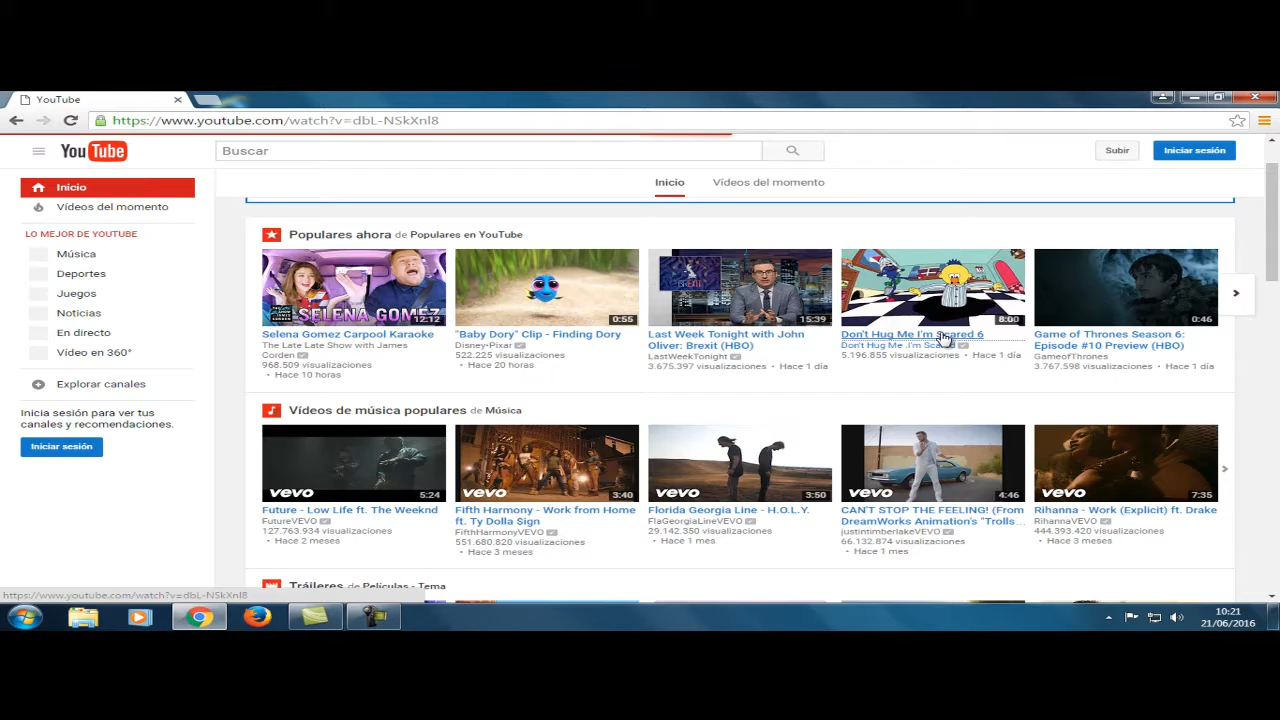 YouTube
https://www.youtube.com/watch?v=dbL-NSkXnl8
YouTube
Buscar
Subir
Iniciar sesión
Inicio
Vídeos del momento
Inicio
Vídeos del momento
LO MEJOR DE YOUTUBE
Música
Deportes
Juegos
Noticias
En directo
Vídeo en 360°
Explorar canales
Inicia sesión para ver tus
canales y recomendaciones.
Iniciar sesión
Populares ahora de Populares en YouTube
THE LATE LATE SHOW
JAMES CORDEN
SELENA GOMEZ
12:12
Selena Gomez Carpool Karaoke
The Late Late Show with James
Corden
968.509 visualizaciones
• Hace 10 horas
0:55
"Baby Dory" Clip - Finding Dory
Disney•Pixar
522.225 visualizaciones
• Hace 20 horas
15:39
Last Week Tonight with John
Oliver: Brexit (HBO)
LastWeekTonight
3.675.397 visualizaciones • Hace 1 día
8:00
Don't Hug Me I'm Scared 6
Don't Hug Me .I'm Scared
5.196.855 visualizaciones • Hace 1 día
0:46
Game of Thrones Season 6:
Episode #10 Preview (HBO)
GameofThrones
3.767.598 visualizaciones • Hace 1 día
Vídeos de música populares de Música
vevo
5:24
Future - Low Life ft. The Weeknd
FutureVEVO
127.763.934 visualizaciones
• Hace 2 meses
vevo
3:40
Fifth Harmony - Work from Home
ft. Ty Dolla $ign
FifthHarmonyVEVO
551.680.820 visualizaciones
• Hace 3 meses
vevo
3:50
Florida Georgia Line - H.O.L.Y.
FlaGeorgiaLineVEVO
29.142.350 visualizaciones
• Hace 1 mes
vevo
4:46
CAN'T STOP THE FEELING! (From
DreamWorks Animation's "Trolls...
justintimberlakeVEVO
66.132.874 visualizaciones
• Hace 1 mes
7:35
Rihanna - Work (Explicit) ft. Drake
RihannaVEVO
444.393.420 visualizaciones
• Hace 3 meses
Tráileres de Películas - Tema
https://www.youtube.com/watch?v=dbL-NSkXnl8
10:21
21/06/2016